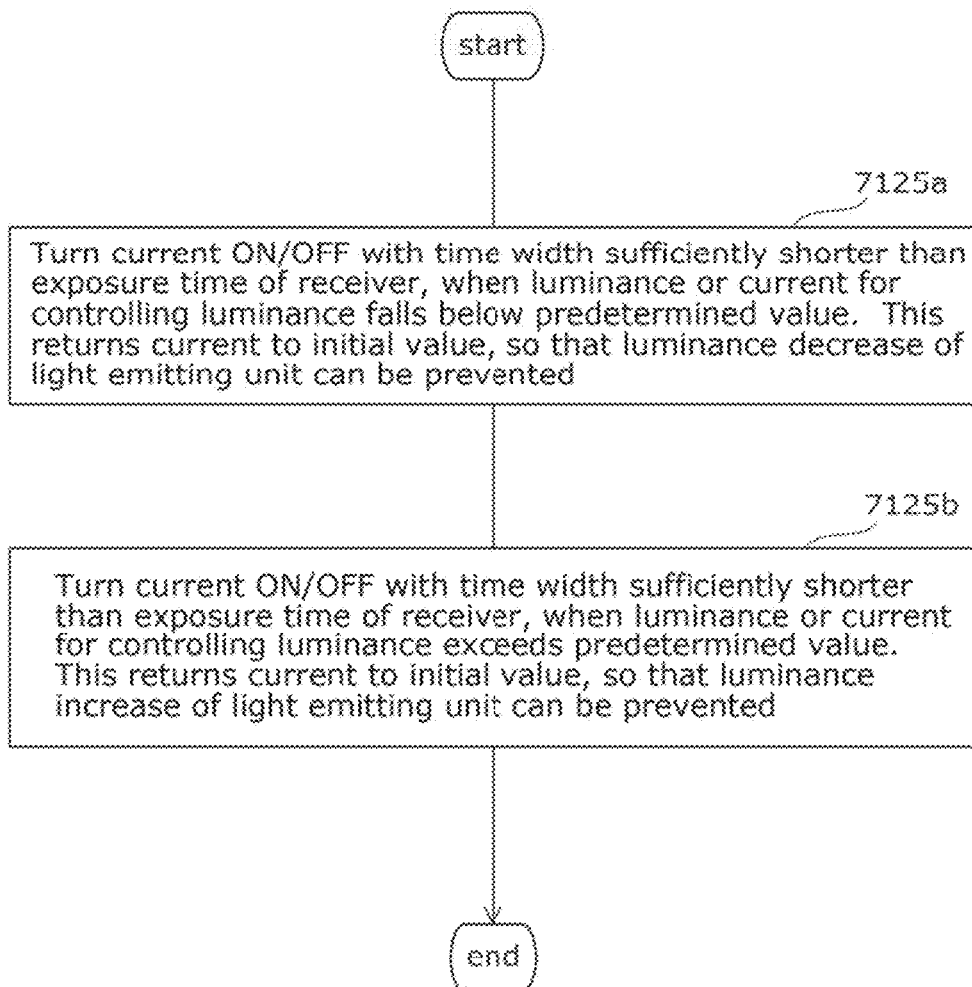 start
7125a
Turn current ON/OFF with time width sufficiently shorter than
exposure time of receiver, when luminance or current for
controlling luminance falls below predetermined value.  This
returns current to initial value, so that luminance decrease of
light emitting unit can be prevented
7125b
Turn current ON/OFF with time width sufficiently shorter
than exposure time of receiver, when luminance or current
for controlling luminance exceeds predetermined value.
This returns current to initial value, so that luminance
increase of light emitting unit can be prevented
end